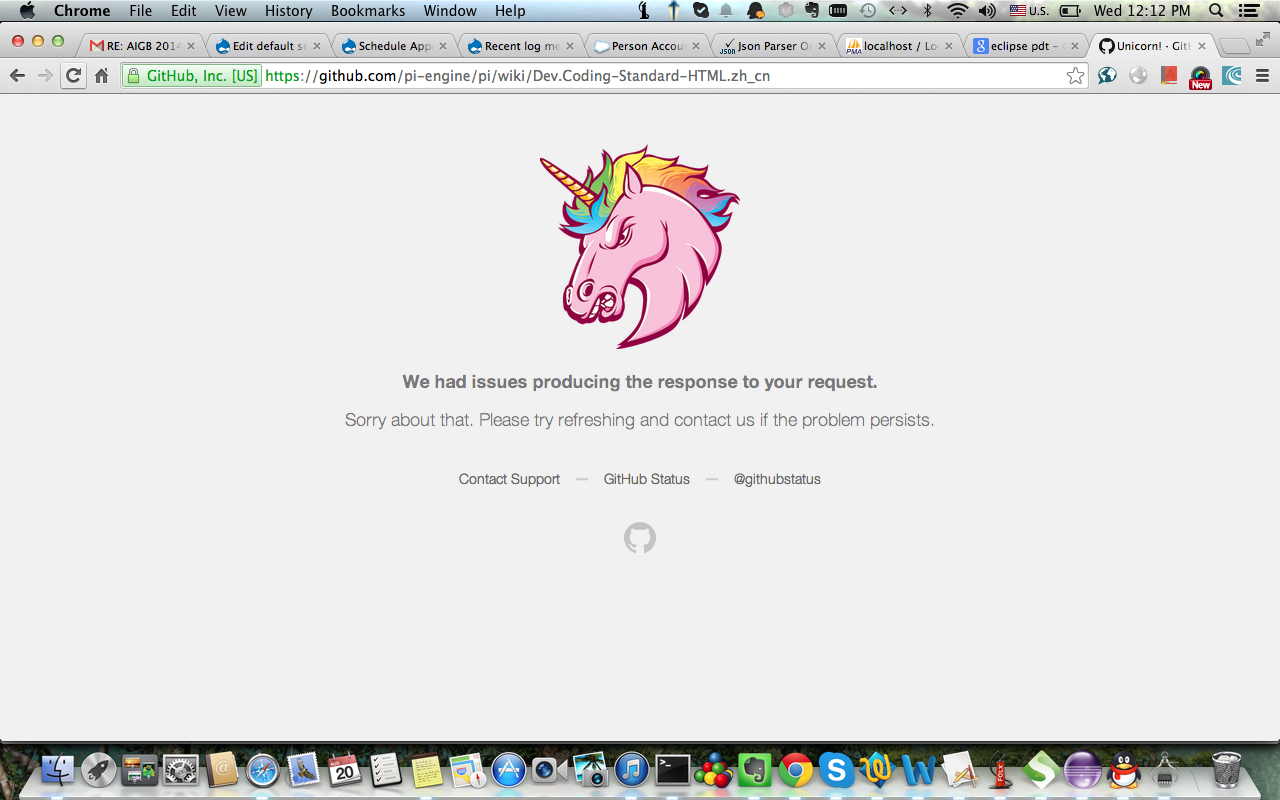 Chrome File Edit View History Bookmarks Window Help U.S. Wed 12:12 PM
RE: AIGB 2014 Edit default s Schedule App Recent log me Person Accou Json Parser O localhost / Lo eclipse pdt - Unicorn! · Git
GitHub, Inc. [US] https://github.com/pi-engine/pi/wiki/Dev.Coding-Standard-HTML.zh_cn
New
We had issues producing the response to your request.
Sorry about that. Please try refreshing and contact us if the problem persists.
Contact Support — GitHub Status — @githubstatus
20